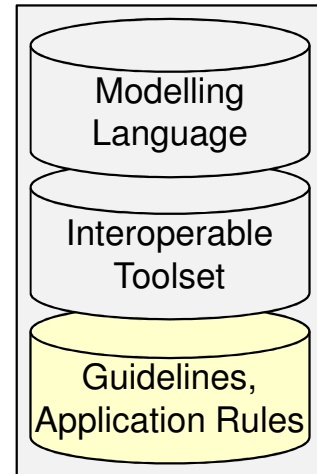 Modelling
Language
Interoperable
Toolset
Guidelines,
Application Rules